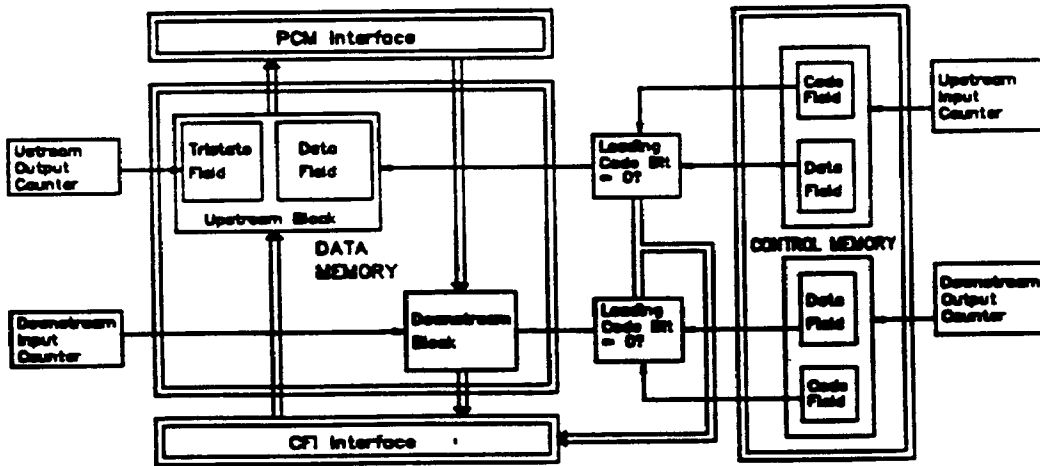 PCM Interface
Code
Field
Upstream
Input
Counter
Ustream
Output
Counter
Tristate
Field
Data
Field
Loading
Code Bit
= 0?
Data
Field
Upstream Block
DATA
MEMORY
CONTROL MEMORY
Downstream
Input
Counter
Downstream
Block
Loading
Code Bit
= 0?
Data
Field
Downstream
Output
Counter
Code
Field
CFI Interface